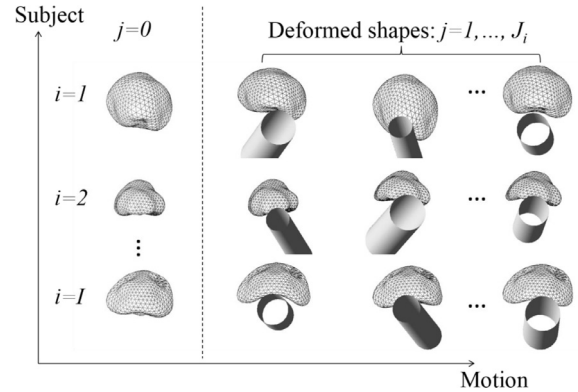 Subject
j=0
Deformed shapes: j=1, ..., J_i
i=1
...
i=2
...
⋮
i=I
...
Motion